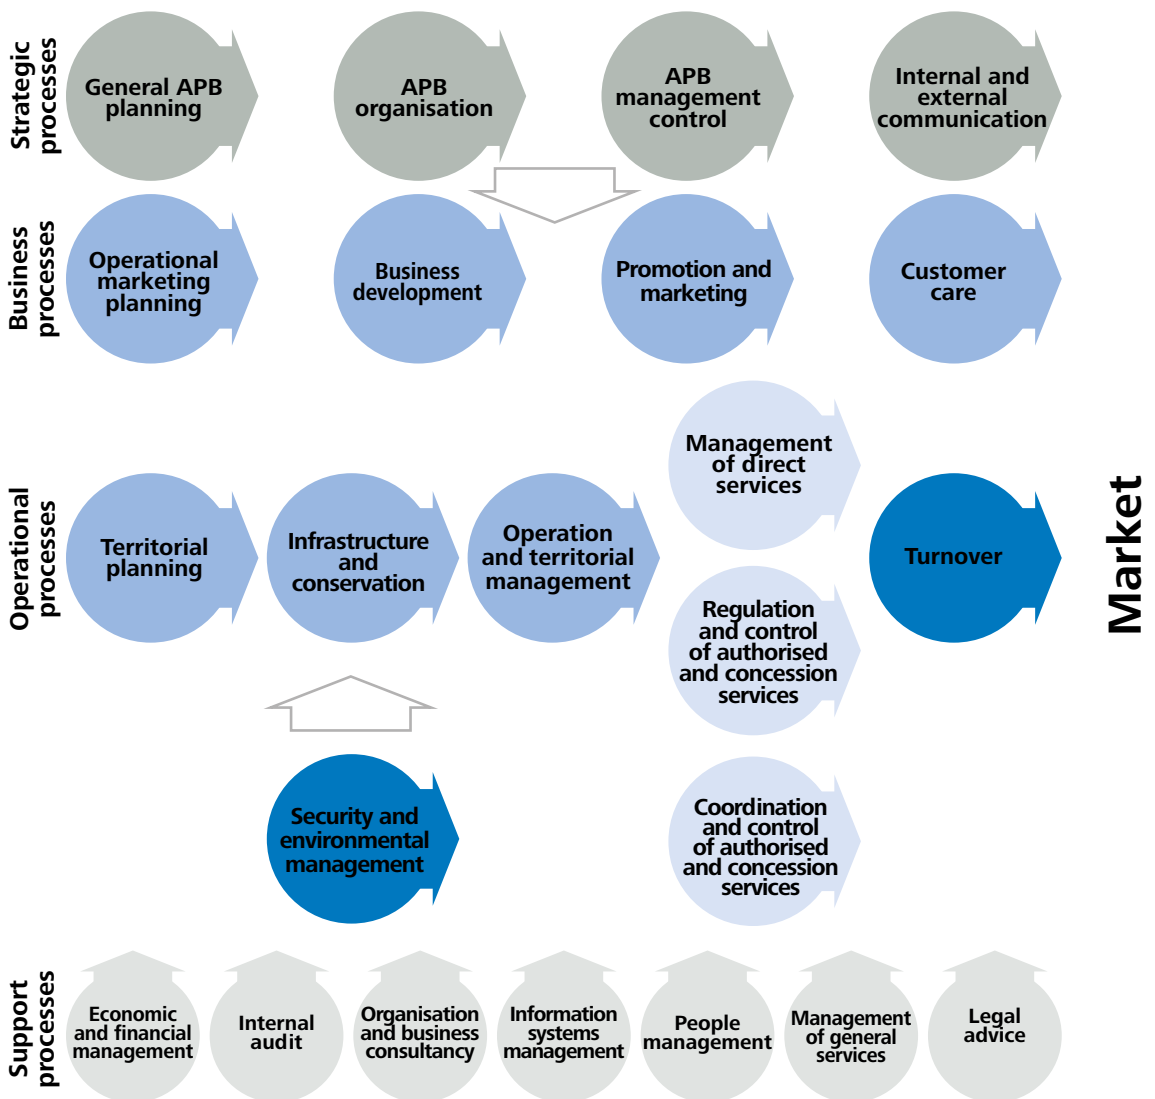 Strategic
processes
General APB
planning
APB
organisation
APB
management
control
Internal and
external
communication
Business
processes
Operational
marketing
planning
Business
development
Promotion and
marketing
Customer
care
Operational
processes
Territorial
planning
Infrastructure
and
conservation
Operation
and territorial
management
Management
of direct
services
Regulation
and control
of authorised
and concession
services
Turnover
Market
Security and
environmental
management
Coordination
and control
of authorised
and concession
services
Support
processes
Economic
and financial
management
Internal
audit
Organisation
and business
consultancy
Information
systems
management
People
management
Management
of general
services
Legal
advice